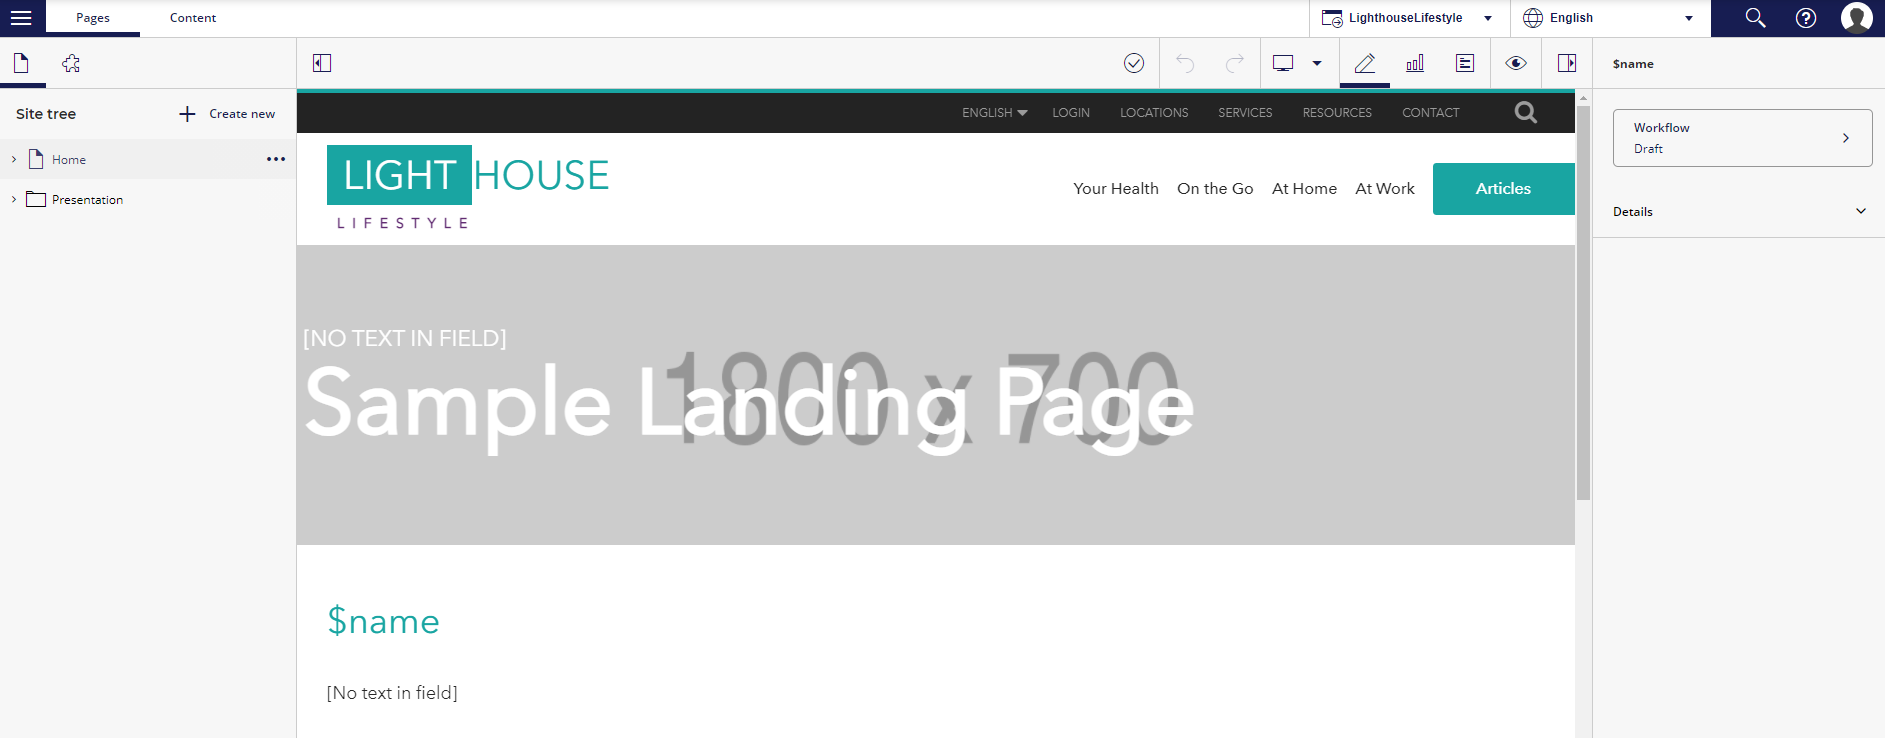 Pages
Content
LighthouseLifestyle
English
$name
Site tree
Create new
Home
Presentation
ENGLISH LOGIN LOCATIONS SERVICES RESOURCES CONTACT
LIGHT HOUSE
LIFESTYLE
Your Health On the Go At Home At Work Articles
[NO TEXT IN FIELD]
1800 x 700
Sample Landing Page
$name
[No text in field]
Workflow
Draft
Details